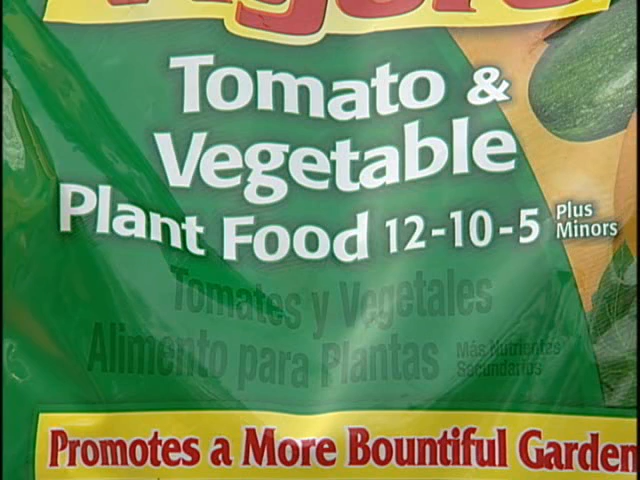 Vigoro
Tomato &
Vegetable
Plant Food 12-10-5 Plus
Minors
Tomates y Vegetales
Alimento para Plantas Más Nutrientes
Secundarios
Promotes a More Bountiful Garden